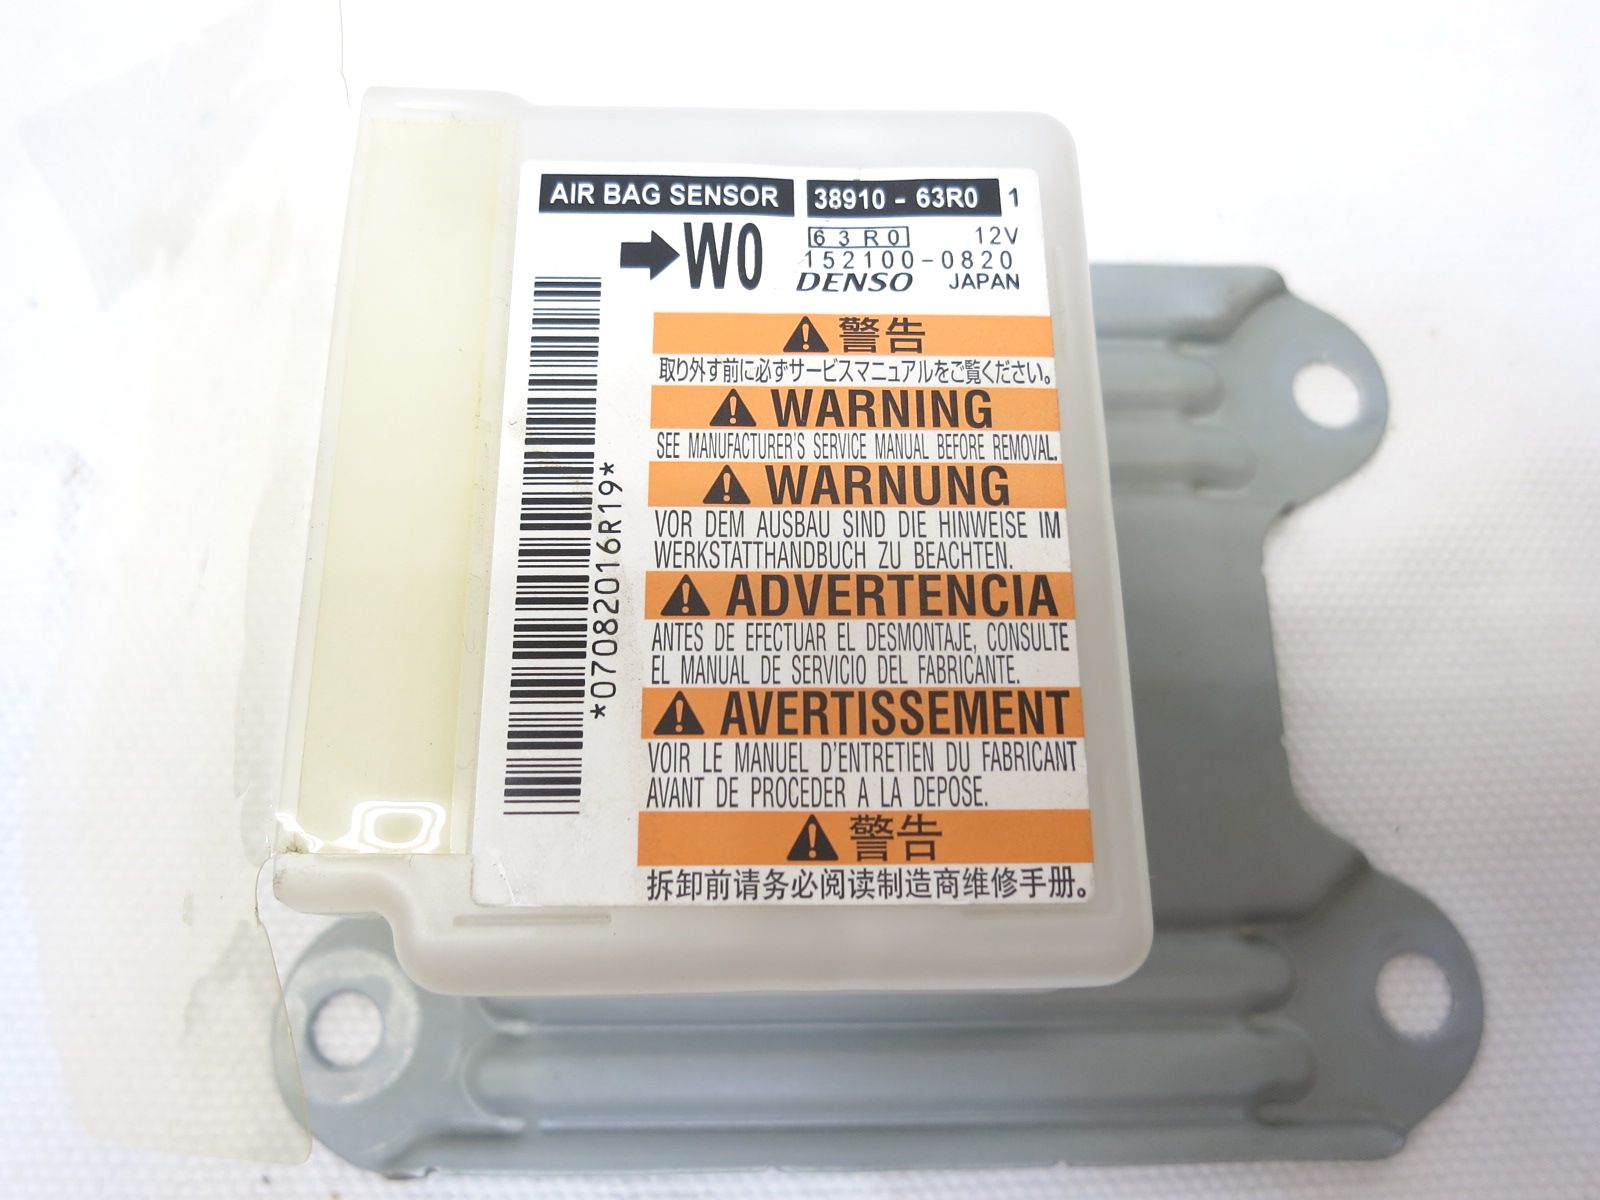 AIR BAG SENSOR 38910 - 63R0 1
W0 63R0 12V
152100-0820
DENSO JAPAN
*07082016R19*
警告
取り外す前に必ずサービスマニュアルをご覧ください。
WARNING
SEE MANUFACTURER'S SERVICE MANUAL BEFORE REMOVAL.
WARNUNG
VOR DEM AUSBAU SIND DIE HINWEISE IM
WERKSTATTHANDBUCH ZU BEACHTEN.
ADVERTENCIA
ANTES DE EFECTUAR EL DESMONTAJE, CONSULTE
EL MANUAL DE SERVICIO DEL FABRICANTE.
AVERTISSEMENT
VOIR LE MANUEL D'ENTRETIEN DU FABRICANT
AVANT DE PROCEDER A LA DEPOSE.
警告
拆卸前请务必阅读制造商维修手册。